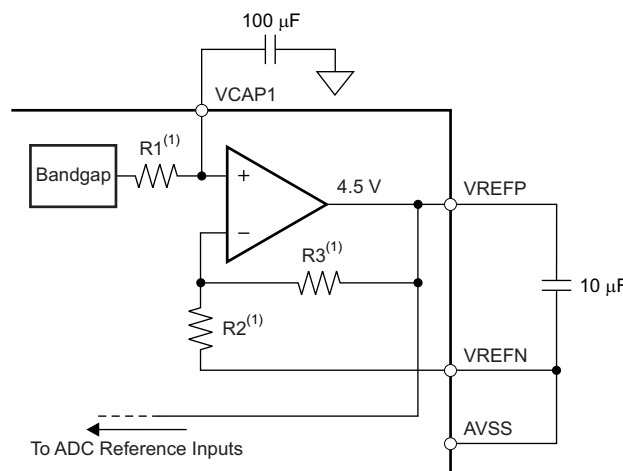 100 μF
VCAP1
R1(1)
Bandgap
+
4.5 V
VREFP
−
R3(1)
10 μF
R2(1)
VREFN
AVSS
To ADC Reference Inputs